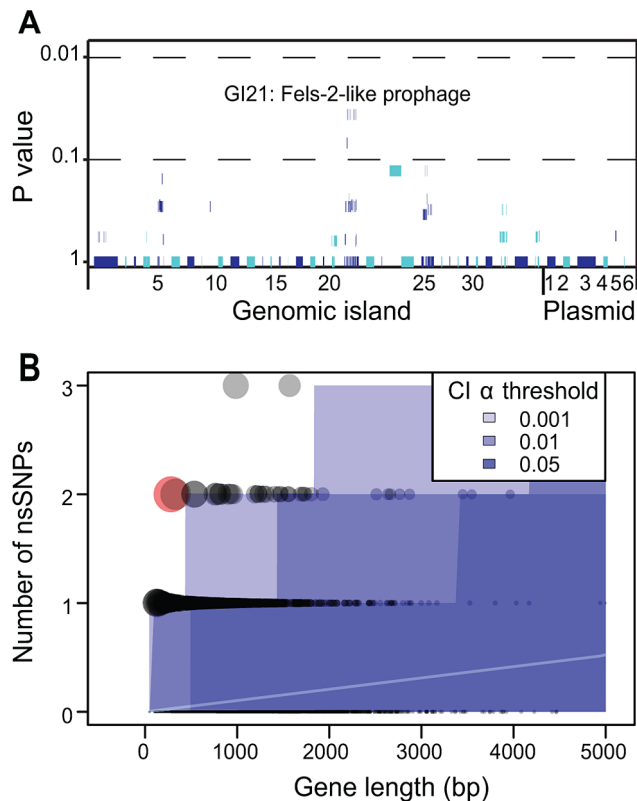 A
0.01
GI21: Fels-2-like prophage
0.1
1
P value
5 10 15 20 25 30 1 2 3 4 5 6
Genomic island Plasmid
B
3
CI α threshold
0.001
0.01
0.05
2
1
0
Number of nsSNPs
0 1000 2000 3000 4000 5000
Gene length (bp)